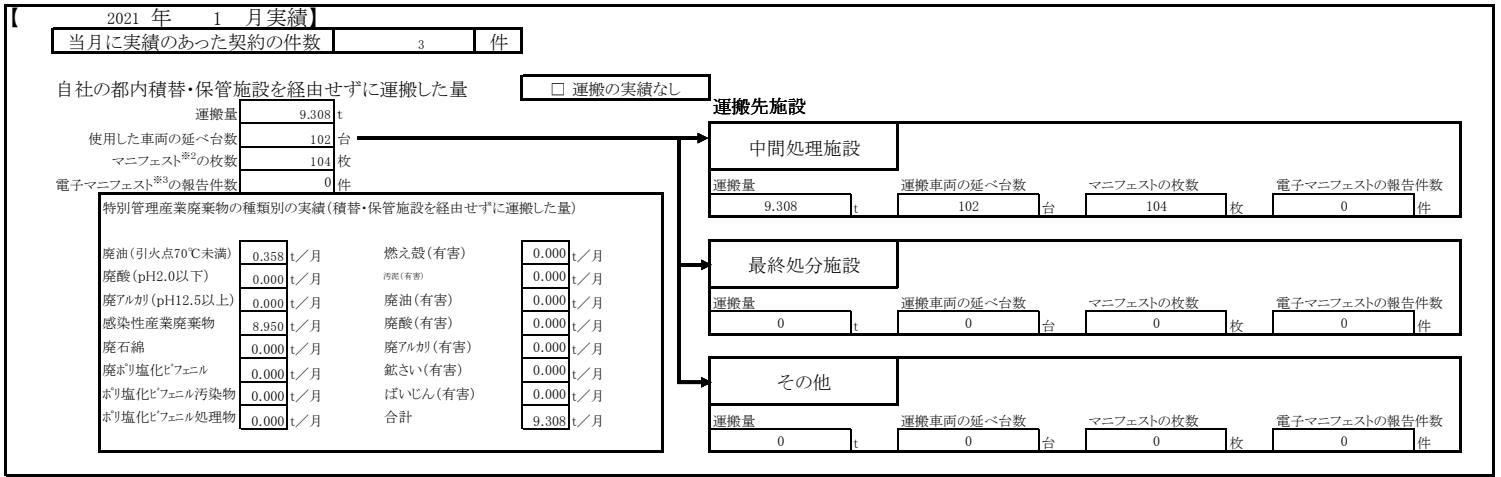 【 2021 年 1 月実績】
当月に実績のあった契約の件数 3 件
自社の都内積替・保管施設を経由せずに運搬した量 □ 運搬の実績なし
運搬先施設
運搬量 9.308 t
使用した車両の延べ台数 102 台
マニフェスト※2の枚数 104 枚
電子マニフェスト※3の報告件数 0 件
中間処理施設
運搬量 運搬車両の延べ台数 マニフェストの枚数 電子マニフェストの報告件数
9.308 t 102 台 104 枚 0 件
特別管理産業廃棄物の種類別の実績(積替・保管施設を経由せずに運搬した量)
廃油(引火点70℃未満) 0.358 t/月 燃え殻(有害) 0.000 t/月
廃酸(pH2.0以下) 0.000 t/月 汚泥(有害) 0.000 t/月
廃アルカリ(pH12.5以上) 0.000 t/月 廃油(有害) 0.000 t/月
感染性産業廃棄物 8.950 t/月 廃酸(有害) 0.000 t/月
廃石綿 0.000 t/月 廃アルカリ(有害) 0.000 t/月
廃ポリ塩化ビフェニル 0.000 t/月 鉱さい(有害) 0.000 t/月
ポリ塩化ビフェニル汚染物 0.000 t/月 ばいじん(有害) 0.000 t/月
ポリ塩化ビフェニル処理物 0.000 t/月 合計 9.308 t/月
最終処分施設
運搬量 運搬車両の延べ台数 マニフェストの枚数 電子マニフェストの報告件数
0 t 0 台 0 枚 0 件
その他
運搬量 運搬車両の延べ台数 マニフェストの枚数 電子マニフェストの報告件数
0 t 0 台 0 枚 0 件